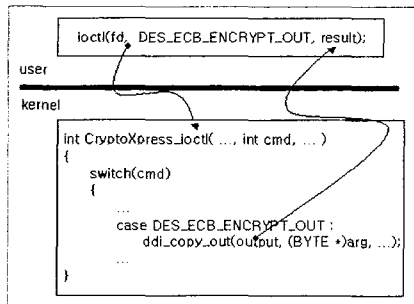 ioctl(fd, DES_ECB_ENCRYPT_OUT, result);
user
kernel
int CryptoXpress_ioctl( ..., int cmd, ... )
{
switch(cmd)
{
...
case DES_ECB_ENCRYPT_OUT :
ddi_copy_out(output, (BYTE *)arg, ...);
...
}